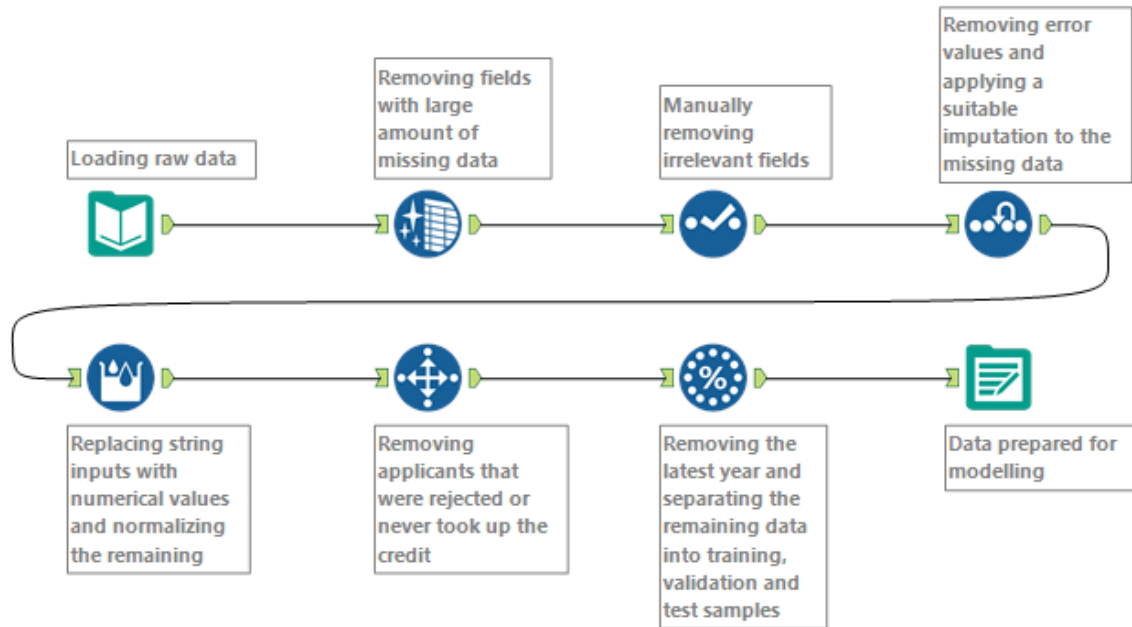 Loading raw data
Removing fields
with large
amount of
missing data
Manually
removing
irrelevant fields
Removing error
values and
applying a
suitable
imputation to the
missing data
Replacing string
inputs with
numerical values
and normalizing
the remaining
Removing
applicants that
were rejected or
never took up the
credit
%
Removing the
latest year and
separating the
remaining data
into training,
validation and
test samples
Data prepared for
modelling